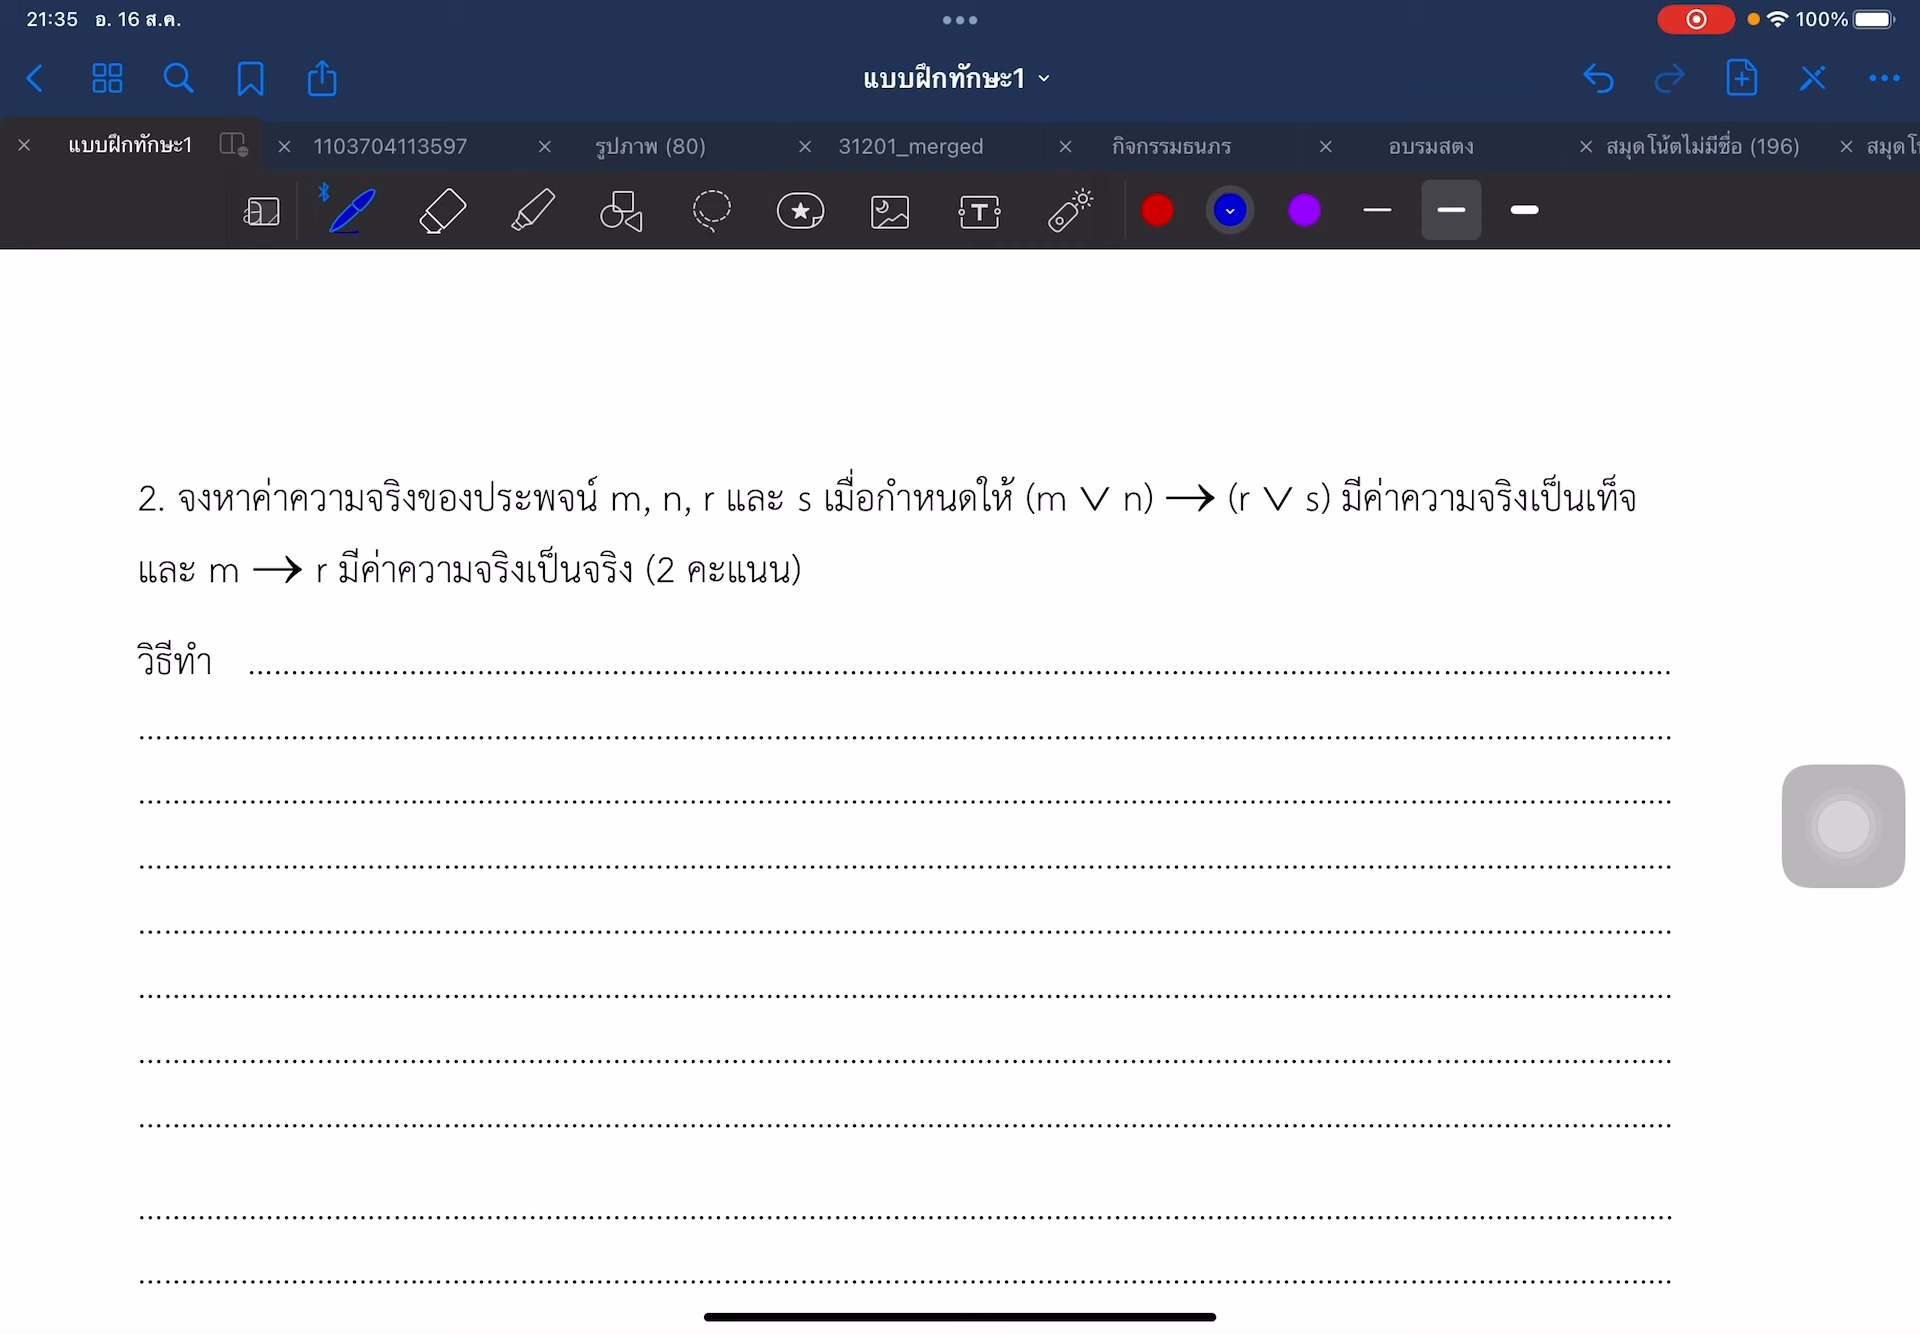 21:35 อ. 16 ส.ค.
100%
แบบฝึกทักษะ1
แบบฝึกทักษะ1
1103704113597
รูปภาพ (80)
31201_merged
กิจกรรมธนภร
อบรมสตง
สมุดโน้ตไม่มีชื่อ (196)
2. จงหาค่าความจริงของประพจน์ m, n, r และ s เมื่อกำหนดให้ (m ∨ n) → (r ∨ s) มีค่าความจริงเป็นเท็จ
และ m → r มีค่าความจริงเป็นจริง (2 คะแนน)
วิธีทำ